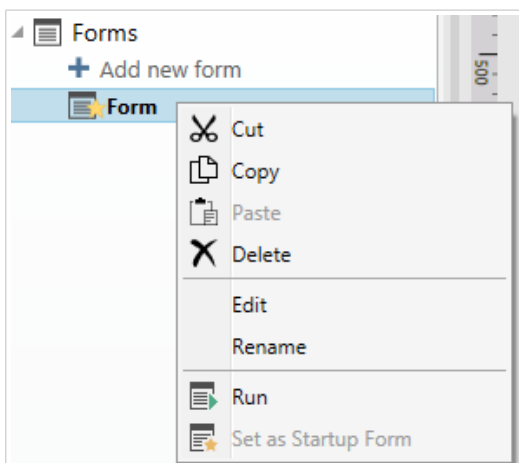 Forms
Add new form
Form
500
Cut
Copy
Paste
Delete
Edit
Rename
Run
Set as Startup Form